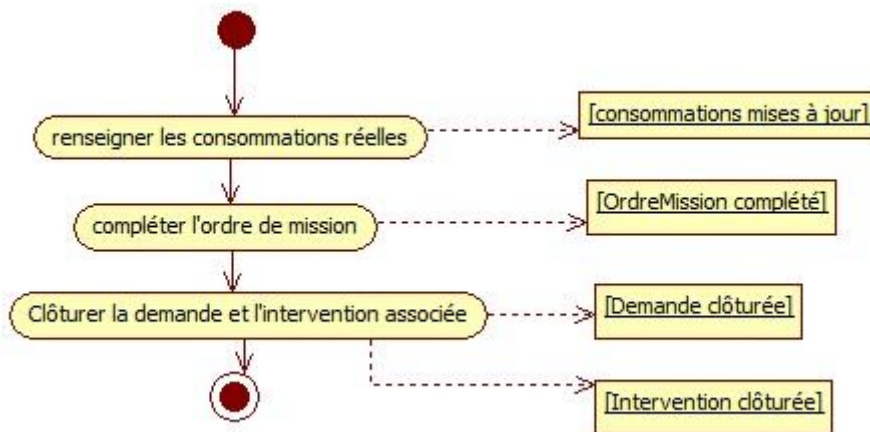 renseigner les consommations réelles
[consommations mises à jour]
compléter l'ordre de mission
[OrdreMission complété]
Clôturer la demande et l'intervention associée
[Demande clôturée]
[Intervention clôturée]